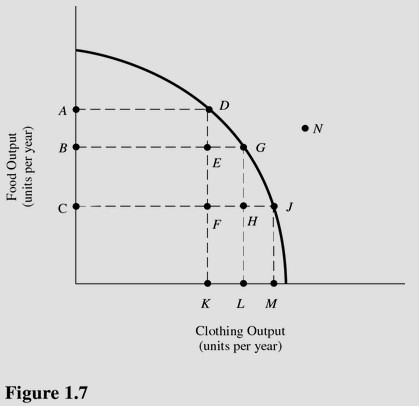 A
D
N
B
G
E
C
J
F
H
K
L
M
Food Output
(units per year)
Clothing Output
(units per year)
Figure 1.7